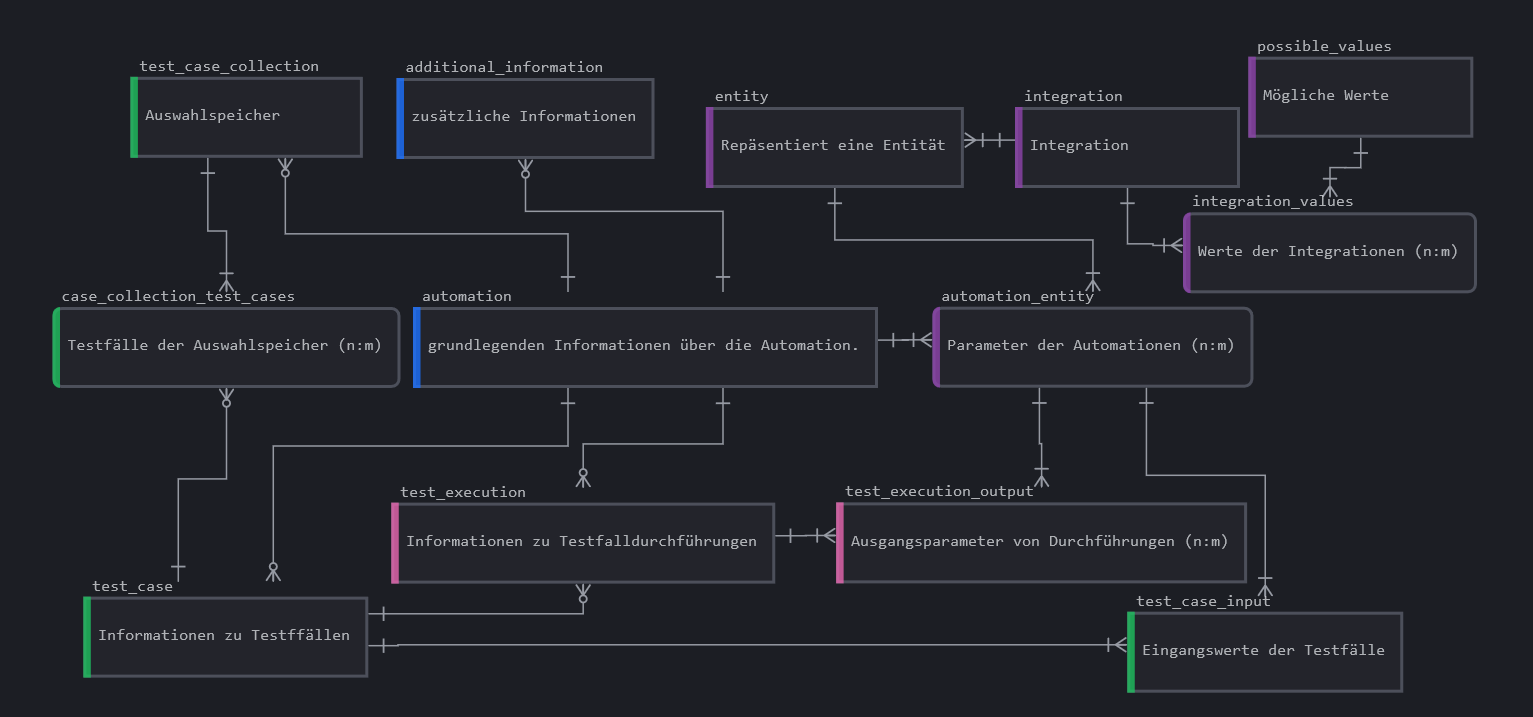 possible_values
Mögliche Werte
test_case_collection
Auswahlspeicher
additional_information
zusätzliche Informationen
entity
Repäsentiert eine Entität
integration
Integration
integration_values
Werte der Integrationen (n:m)
case_collection_test_cases
Testfälle der Auswahlspeicher (n:m)
automation
grundlegenden Informationen über die Automation.
automation_entity
Parameter der Automationen (n:m)
test_execution
Informationen zu Testfalldurchführungen
test_execution_output
Ausgangsparameter von Durchführungen (n:m)
test_case
Informationen zu Testffällen
test_case_input
Eingangswerte der Testfälle